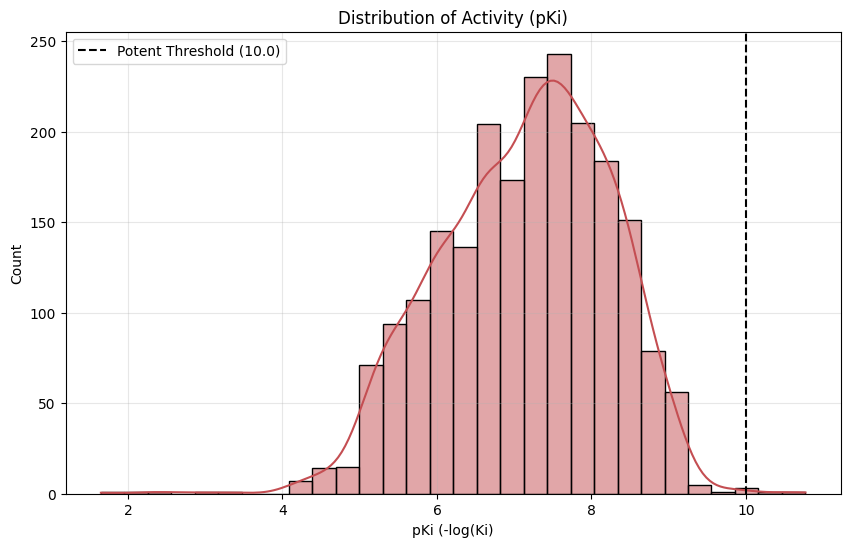 Distribution of Activity (pKi)
Potent Threshold (10.0)
250
200
150
100
50
0
Count
2
4
6
8
10
pKi (-log(Ki)